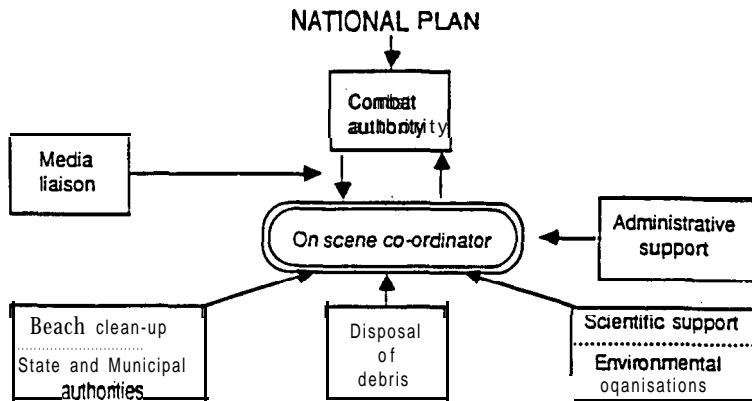 NATIONAL PLAN
Combat
authority
Media
liaison
On scene co-ordinator
Administrative
support
Beach clean-up
State and Municipal
authorities
Disposal
of
debris
Scientific support
Environmental
oqanisations